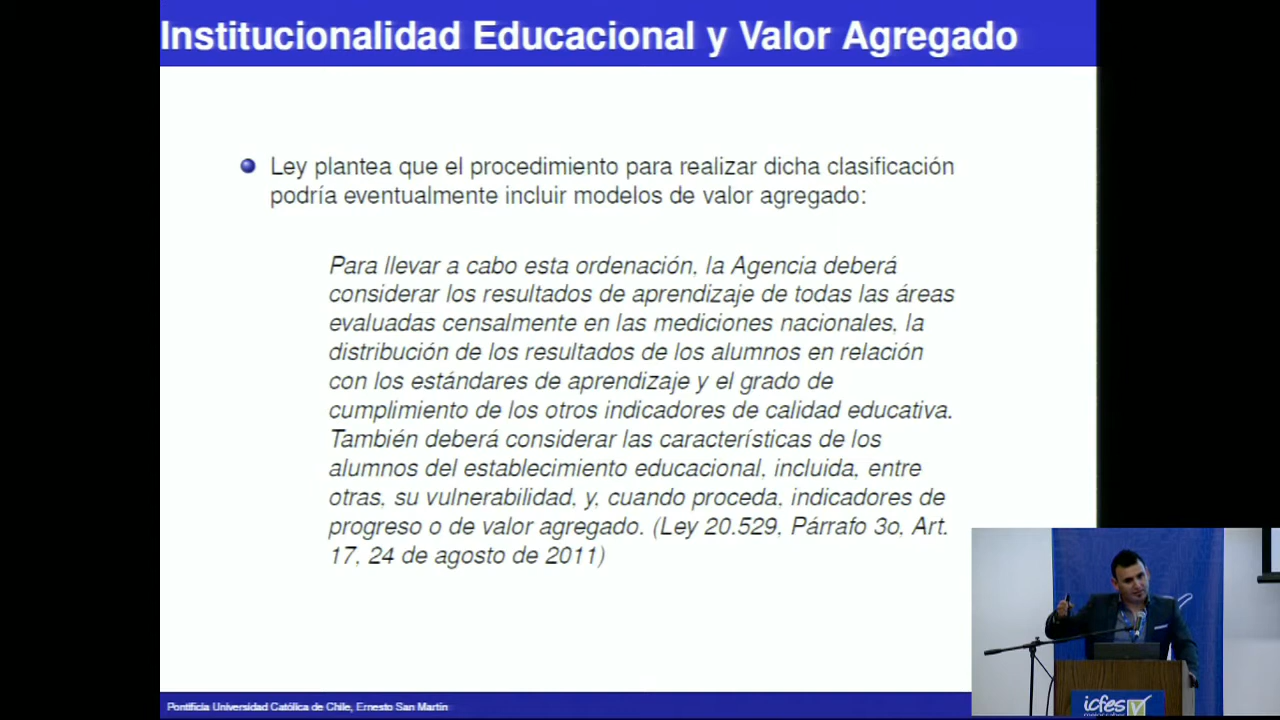 Institucionalidad Educacional y Valor Agregado
Ley plantea que el procedimiento para realizar dicha clasificación
podría eventualmente incluir modelos de valor agregado:
Para llevar a cabo esta ordenación, la Agencia deberá
considerar los resultados de aprendizaje de todas las áreas
evaluadas censalmente en las mediciones nacionales, la
distribución de los resultados de los alumnos en relación
con los estándares de aprendizaje y el grado de
cumplimiento de los otros indicadores de calidad educativa.
También deberá considerar las características de los
alumnos del establecimiento educacional, incluida, entre
otras, su vulnerabilidad, y, cuando proceda, indicadores de
progreso o de valor agregado. (Ley 20.529, Párrafo 3o, Art.
17, 24 de agosto de 2011)
Pontificia Universidad Católica de Chile, Ernesto San Martín
icfes